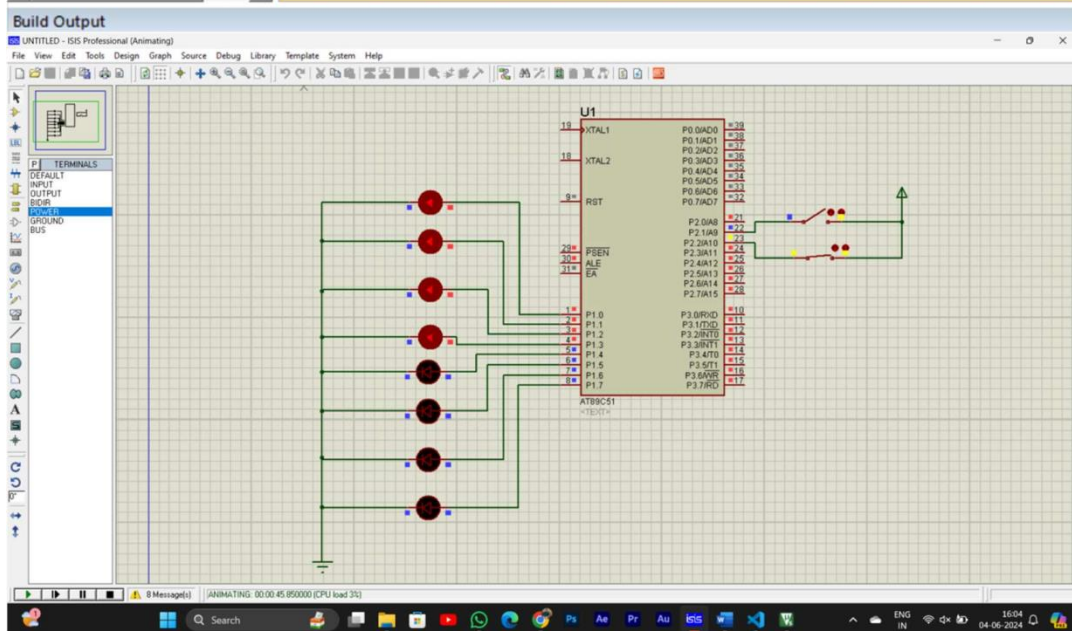 Build Output
ISIS UNTITLED - ISIS Professional (Animating)
File View Edit Tools Design Graph Source Debug Library Template System Help
U1
19 XTAL1 P0.0/AD0 39
P0.1/AD1 38
P0.2/AD2 37
18 XTAL2 P0.3/AD3 36
P0.4/AD4 35
P0.5/AD5 34
P0.6/AD6 33
9 RST P0.7/AD7 32
P2.0/A8 21
P2.1/A9 22
P2.2/A10 23
29 PSEN P2.3/A11 24
30 ALE P2.4/A12 25
31 EA P2.5/A13 26
P2.6/A14 27
P2.7/A15 28
1 P1.0 P3.0/RXD 10
2 P1.1 P3.1/TXD 11
3 P1.2 P3.2/INT0 12
4 P1.3 P3.3/INT1 13
5 P1.4 P3.4/T0 14
6 P1.5 P3.5/T1 15
7 P1.6 P3.6/WR 16
8 P1.7 P3.7/RD 17
AT89C51
<TEXT>
LBL
P TERMINALS
DEFAULT
INPUT
OUTPUT
BIDIR
POWER
GROUND
BUS
A
S
0°
8 Message(s) ANIMATING: 00:00:45.850000 (CPU load 3%)
Search
Ps Ae Pr Au isis
ENG
IN
16:04
04-06-2024